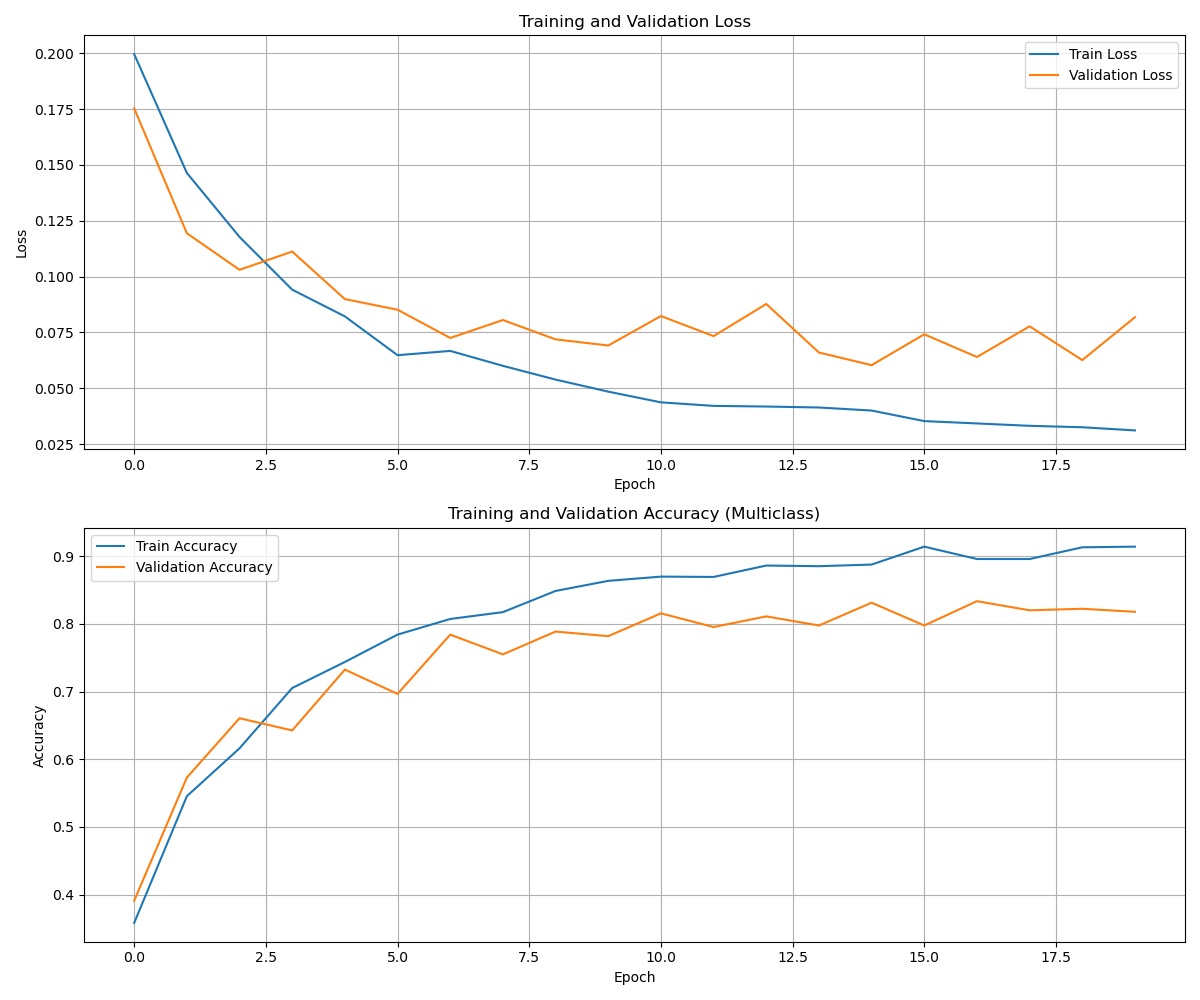 Training and Validation Loss
Train Loss
Validation Loss
0.200
0.175
0.150
0.125
0.100
0.075
0.050
0.025
Loss
0.0 2.5 5.0 7.5 10.0 12.5 15.0 17.5
Epoch
Training and Validation Accuracy (Multiclass)
Train Accuracy
Validation Accuracy
0.9
0.8
0.7
0.6
0.5
0.4
Accuracy
0.0 2.5 5.0 7.5 10.0 12.5 15.0 17.5
Epoch